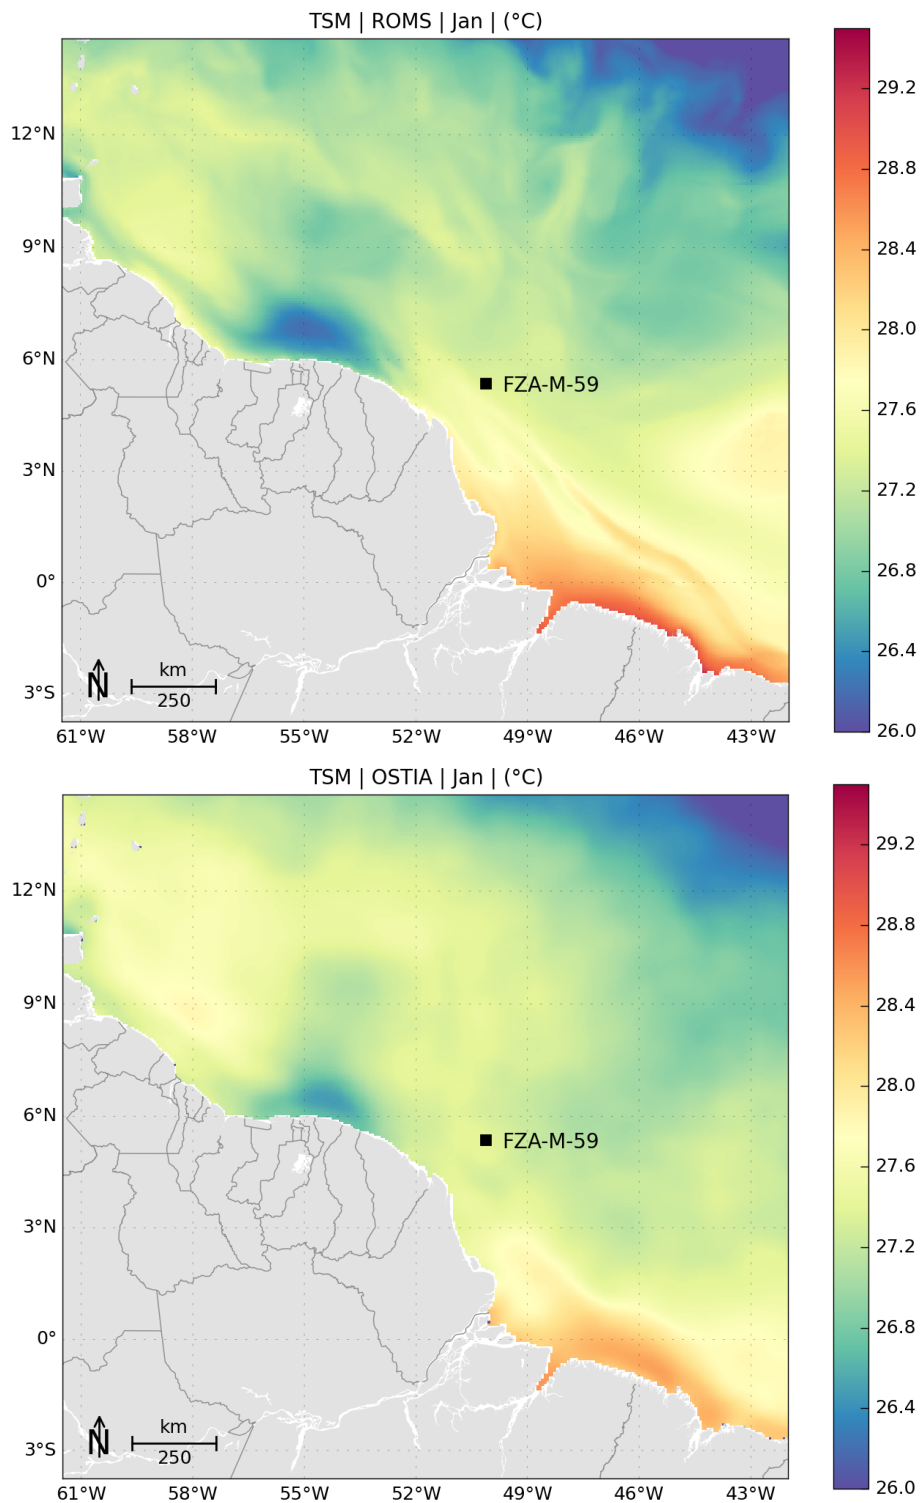 TSM | ROMS | Jan | (°C)
12°N
9°N
6°N
3°N
0°
3°S
FZA-M-59
N
km
250
61°W 58°W 55°W 52°W 49°W 46°W 43°W
29.2
28.8
28.4
28.0
27.6
27.2
26.8
26.4
26.0
TSM | OSTIA | Jan | (°C)
12°N
9°N
6°N
3°N
0°
3°S
FZA-M-59
N
km
250
61°W 58°W 55°W 52°W 49°W 46°W 43°W
29.2
28.8
28.4
28.0
27.6
27.2
26.8
26.4
26.0